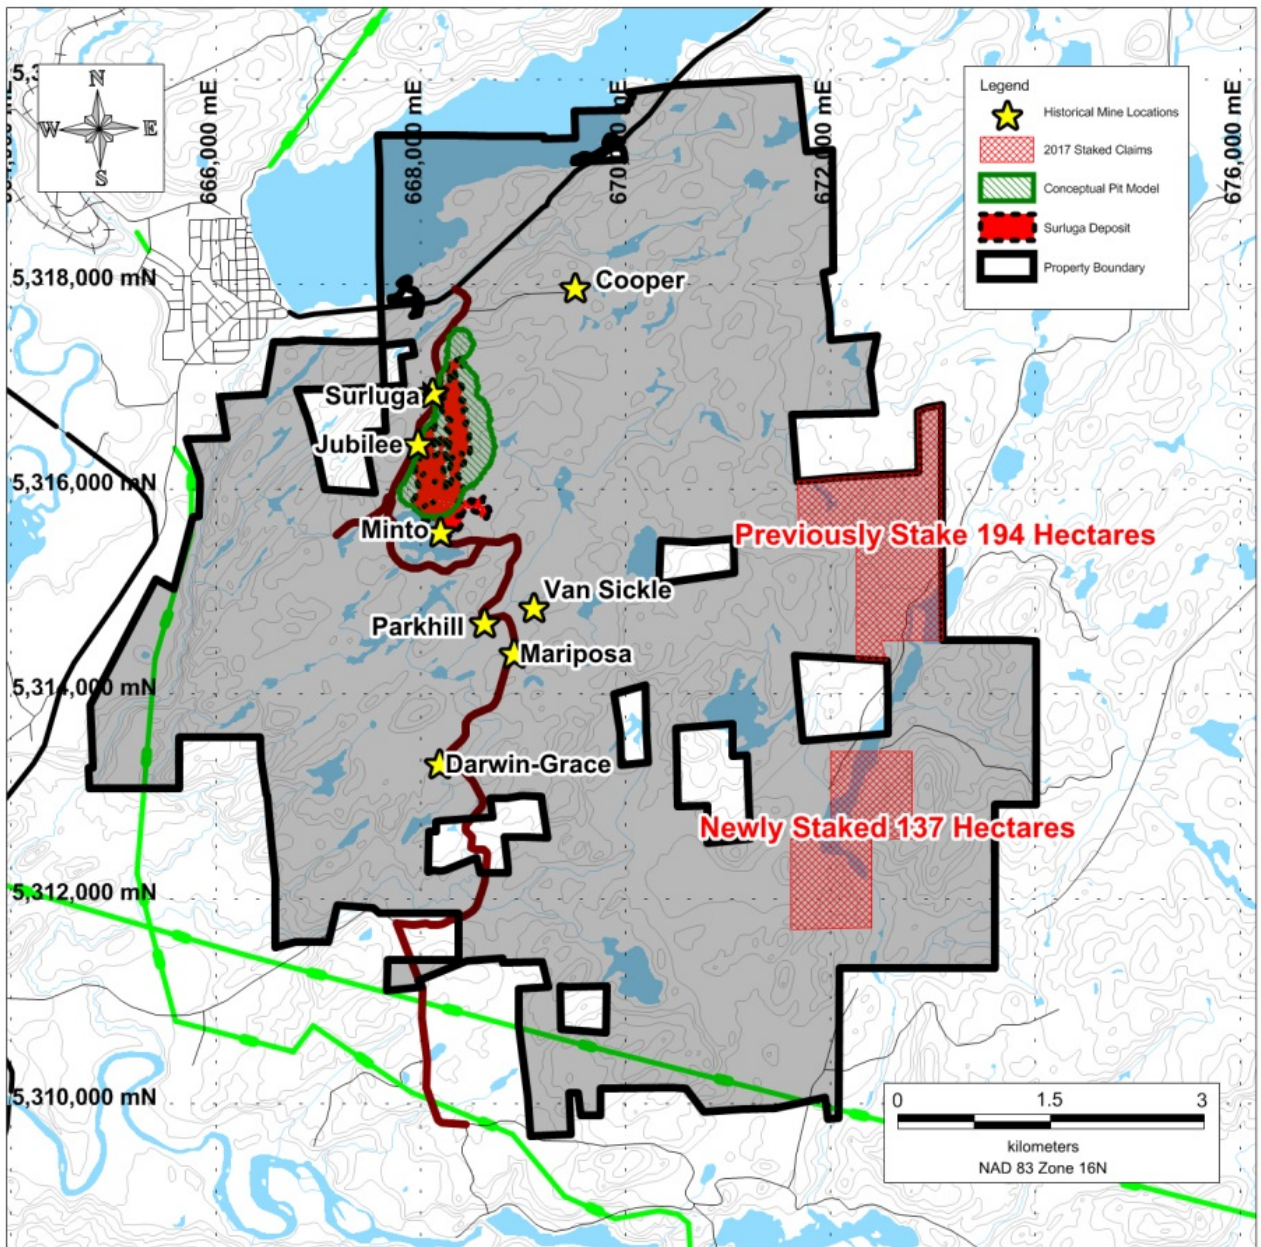 N
W E
S
666,000 mE
668,000 mE
672,000 mE
676,000 mE
Legend
Historical Mine Locations
2017 Staked Claims
Conceptual Pit Model
Surluga Deposit
Property Boundary
5,318,000 mN
Cooper
Surluga
Jubilee
5,316,000 mN
Minto
Previously Stake 194 Hectares
Van Sickle
Parkhill
Mariposa
5,314,000 mN
Darwin-Grace
Newly Staked 137 Hectares
5,312,000 mN
5,310,000 mN
0 1.5 3
kilometers
NAD 83 Zone 16N